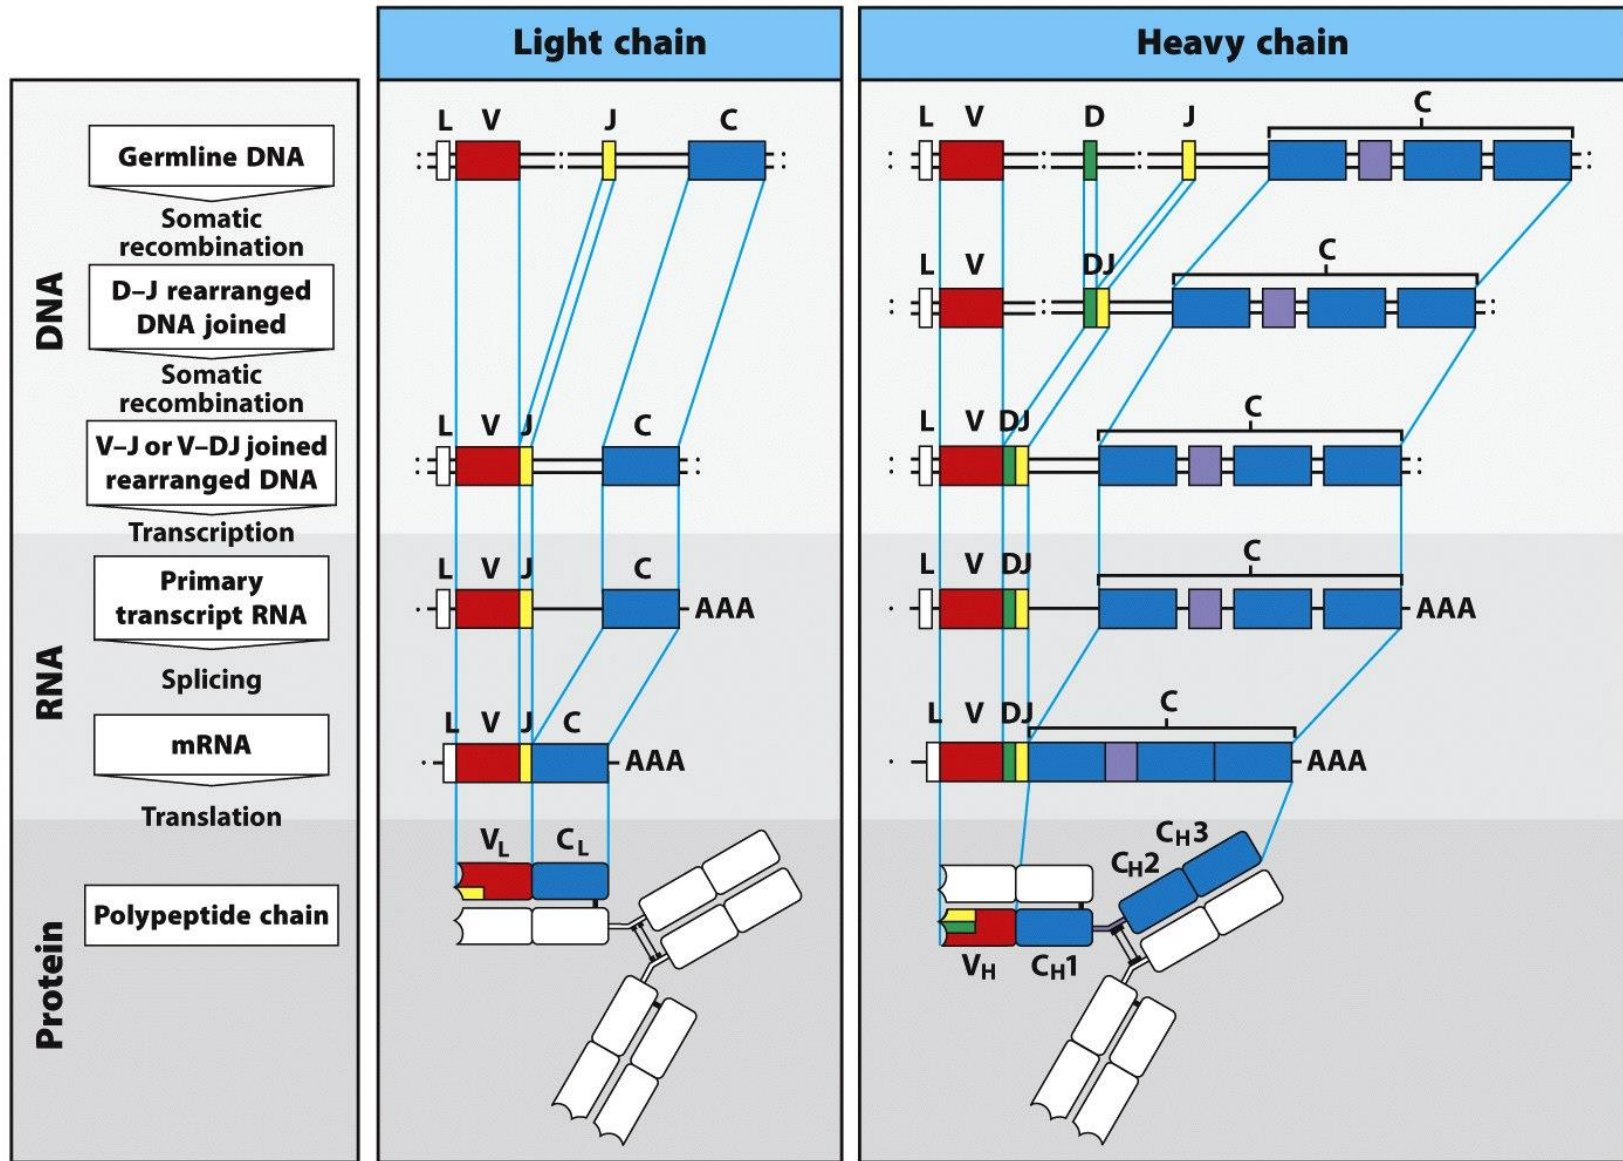 Light chain
Heavy chain
DNA
Germline DNA
Somatic
recombination
D–J rearranged
DNA joined
Somatic
recombination
V–J or V–DJ joined
rearranged DNA
Transcription
RNA
Primary
transcript RNA
Splicing
mRNA
Translation
Protein
Polypeptide chain
L V J C
L V J C
L V J C
AAA
L V J C
AAA
VL CL
L V D J C
L V DJ C
L V DJ C
L V DJ C
AAA
L V DJ C
AAA
CH3
CH2
VH CH1